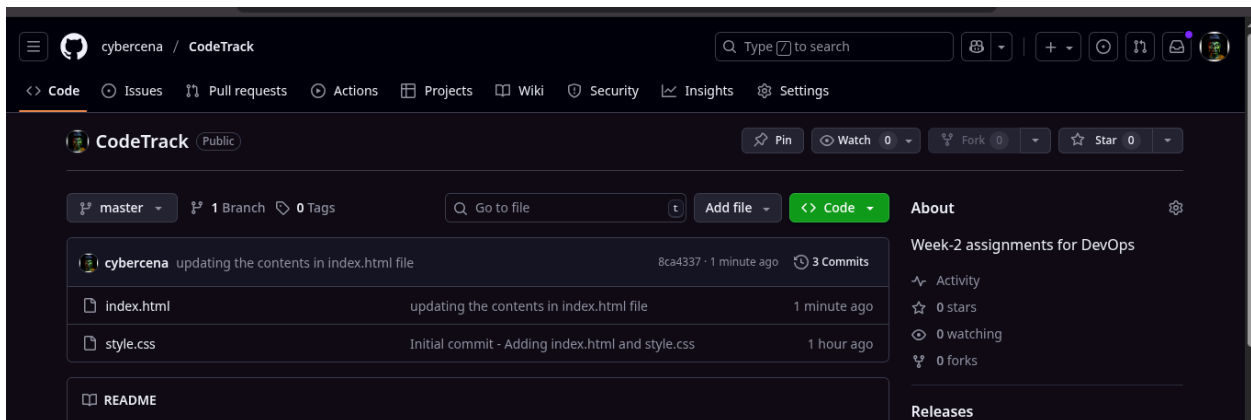 cybercena / CodeTrack
Type / to search
Code Issues Pull requests Actions Projects Wiki Security Insights Settings
CodeTrack Public
Pin Watch 0 Fork 0 Star 0
master 1 Branch 0 Tags
Go to file t Add file Code
cybercena updating the contents in index.html file 8ca4337 · 1 minute ago 3 Commits
index.html updating the contents in index.html file 1 minute ago
style.css Initial commit - Adding index.html and style.css 1 hour ago
README
About
Week-2 assignments for DevOps
Activity
0 stars
0 watching
0 forks
Releases